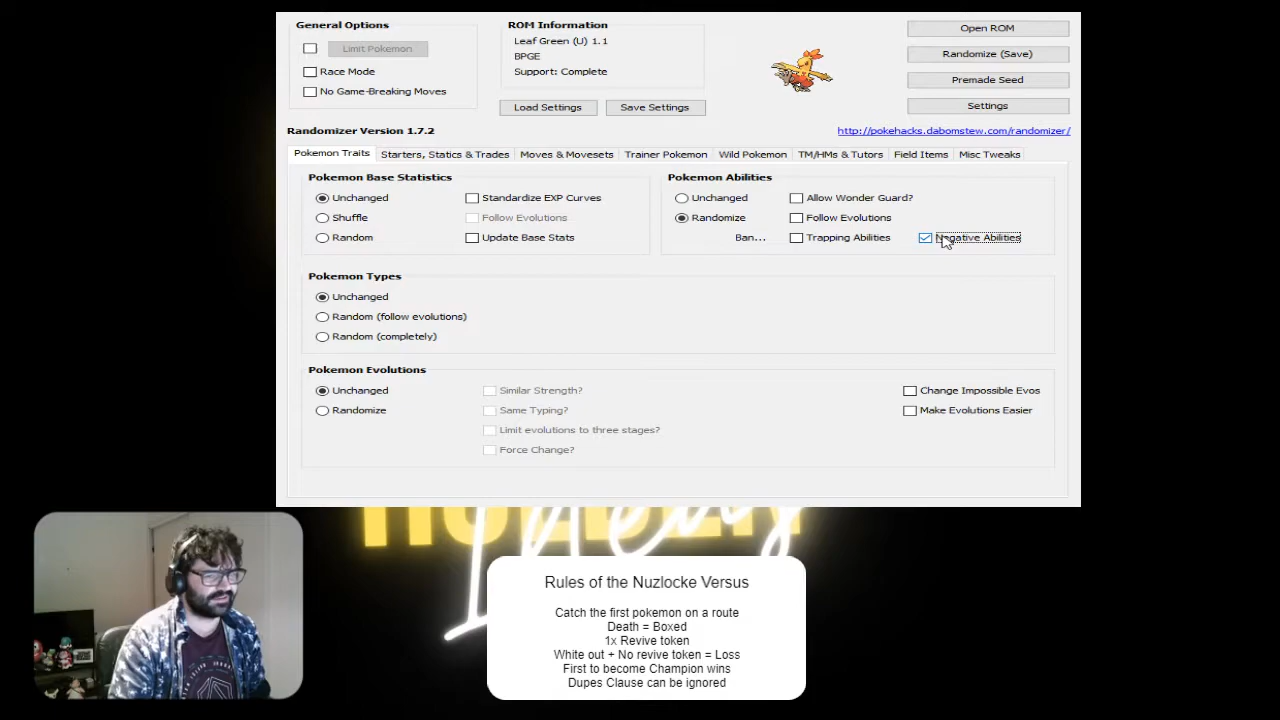 General Options
Limit Pokemon
Race Mode
No Game-Breaking Moves
ROM Information
Leaf Green (U) 1.1
BPGE
Support: Complete
Load Settings
Save Settings
Open ROM
Randomize (Save)
Premade Seed
Settings
Randomizer Version 1.7.2
http://pokehacks.dabomstew.com/randomizer/
Pokemon Traits
Starters, Statics & Trades
Moves & Movesets
Trainer Pokemon
Wild Pokemon
TM/HMs & Tutors
Field Items
Misc Tweaks
Pokemon Base Statistics
Unchanged
Standardize EXP Curves
Shuffle
Follow Evolutions
Random
Update Base Stats
Pokemon Abilities
Unchanged
Allow Wonder Guard?
Randomize
Follow Evolutions
Ban...
Trapping Abilities
Negative Abilities
Pokemon Types
Unchanged
Random (follow evolutions)
Random (completely)
Pokemon Evolutions
Unchanged
Similar Strength?
Change Impossible Evos
Randomize
Same Typing?
Make Evolutions Easier
Limit evolutions to three stages?
Force Change?
Rules of the Nuzlocke Versus
Catch the first pokemon on a route
Death = Boxed
1x Revive token
White out + No revive token = Loss
First to become Champion wins
Dupes Clause can be ignored